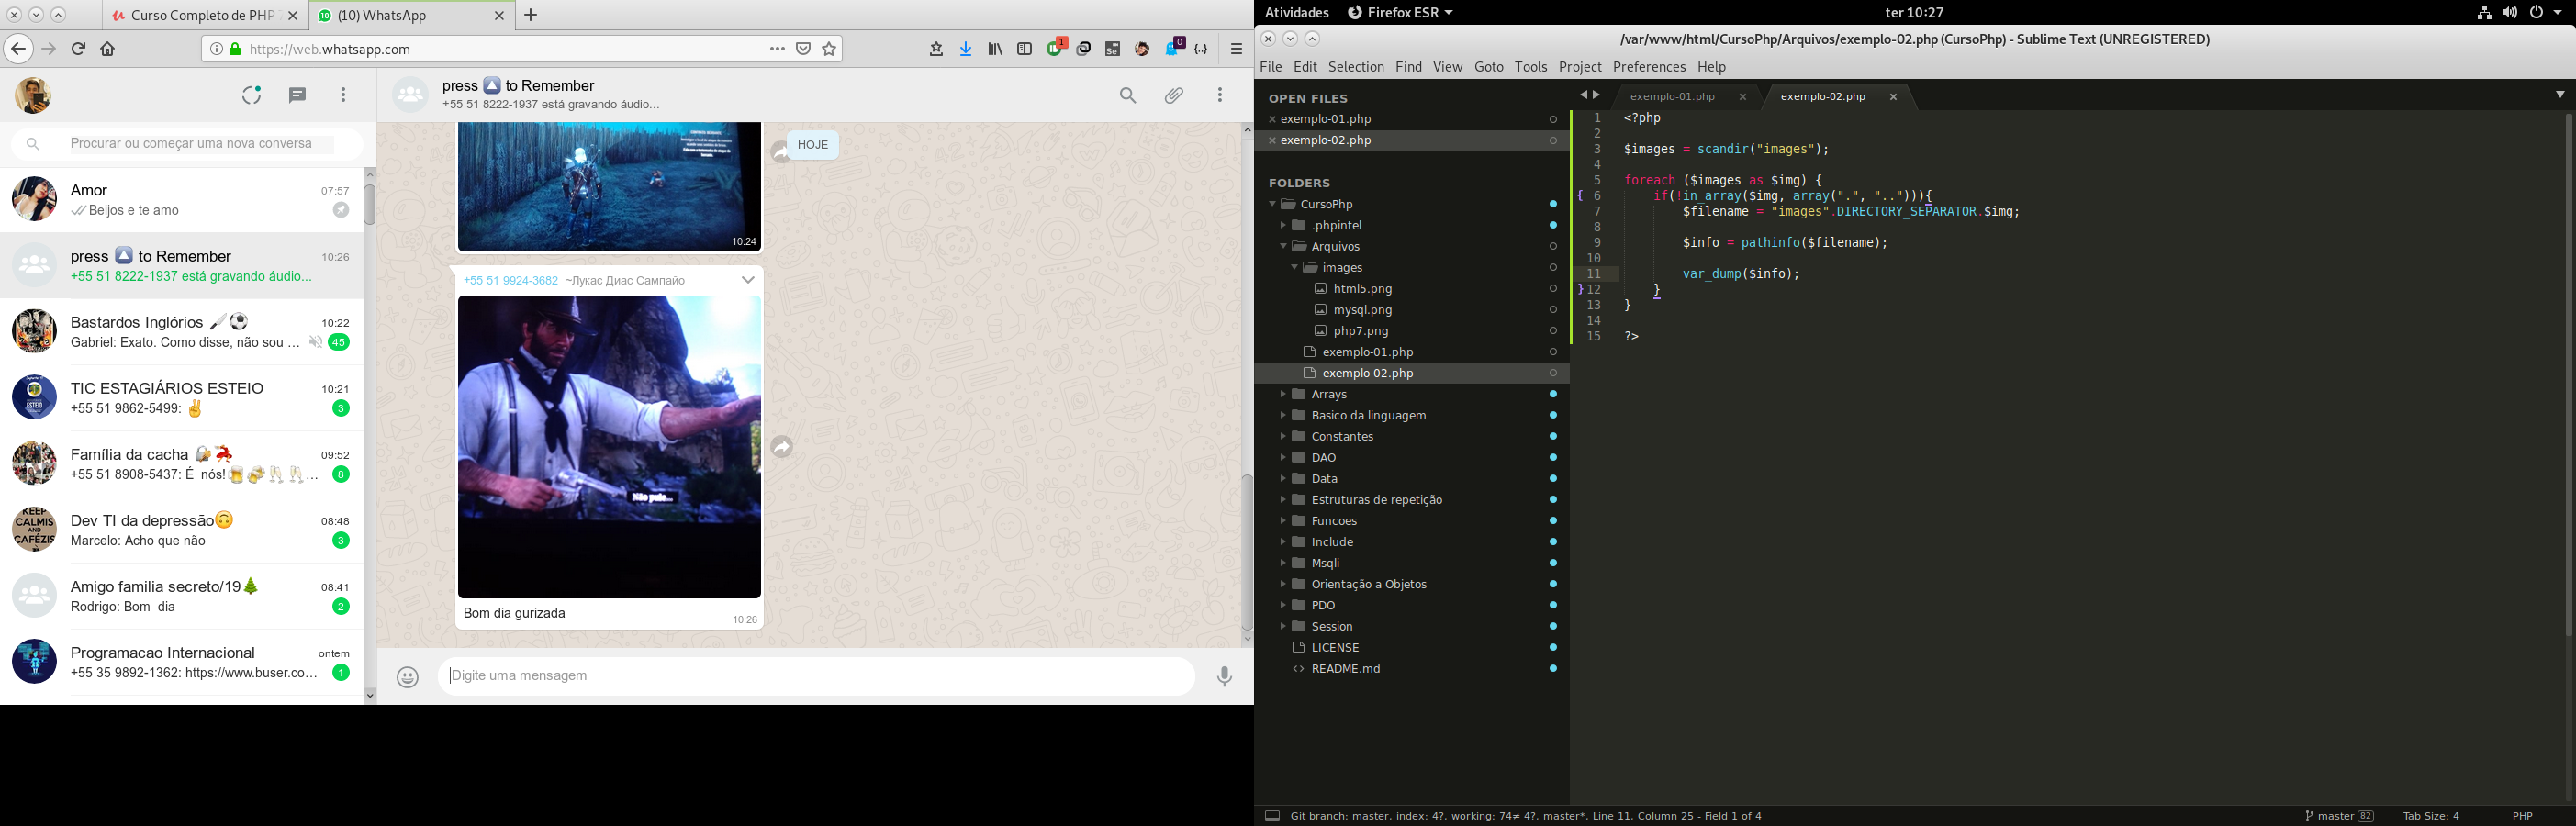 Curso Completo de PHP
(10) WhatsApp
https://web.whatsapp.com
1
0
Procurar ou começar uma nova conversa
Amor
07:57
Beijos e te amo
press 🔼 to Remember
10:26
+55 51 8222-1937 está gravando áudio...
Bastardos Inglórios 🗡⚽
10:22
Gabriel: Exato. Como disse, não sou ...
45
TIC ESTAGIÁRIOS ESTEIO
10:21
+55 51 9862-5499: ✌
3
Família da cacha
09:52
+55 51 8908-5437: É nós!🍺🍻🥂🥂...
8
KEEP
CALMIS
AND
CAFÉZIS
Dev TI da depressão🙃
08:48
Marcelo: Acho que não
3
Amigo familia secreto/19🎄
08:41
Rodrigo: Bom dia
2
Programacao Internacional
ontem
+55 35 9892-1362: https://www.buser.co...
1
press 🔼 to Remember
+55 51 8222-1937 está gravando áudio...
HOJE
10:24
+55 51 9924-3682 ~Лукас Диас Сампайо
Não pule...
Bom dia gurizada
10:26
Digite uma mensagem
Atividades
Firefox ESR
ter 10:27
/var/www/html/CursoPhp/Arquivos/exemplo-02.php (CursoPhp) - Sublime Text (UNREGISTERED)
File Edit Selection Find View Goto Tools Project Preferences Help
OPEN FILES
exemplo-01.php
exemplo-02.php
FOLDERS
CursoPhp
.phpintel
Arquivos
images
html5.png
mysql.png
php7.png
exemplo-01.php
exemplo-02.php
Arrays
Basico da linguagem
Constantes
DAO
Data
Estruturas de repetição
Funcoes
Include
Msqli
Orientação a Objetos
PDO
Session
LICENSE
README.md
exemplo-01.php
exemplo-02.php
1 <?php
2
3 $images = scandir("images");
4
5 foreach ($images as $img) {
6 if(!in_array($img, array(".", ".."))){
7 $filename = "images".DIRECTORY_SEPARATOR.$img;
8
9 $info = pathinfo($filename);
10
11 var_dump($info);
12 }
13 }
14
15 ?>
Git branch: master, index: 4?, working: 74≠ 4?, master*, Line 11, Column 25 - Field 1 of 4
master 82
Tab Size: 4
PHP